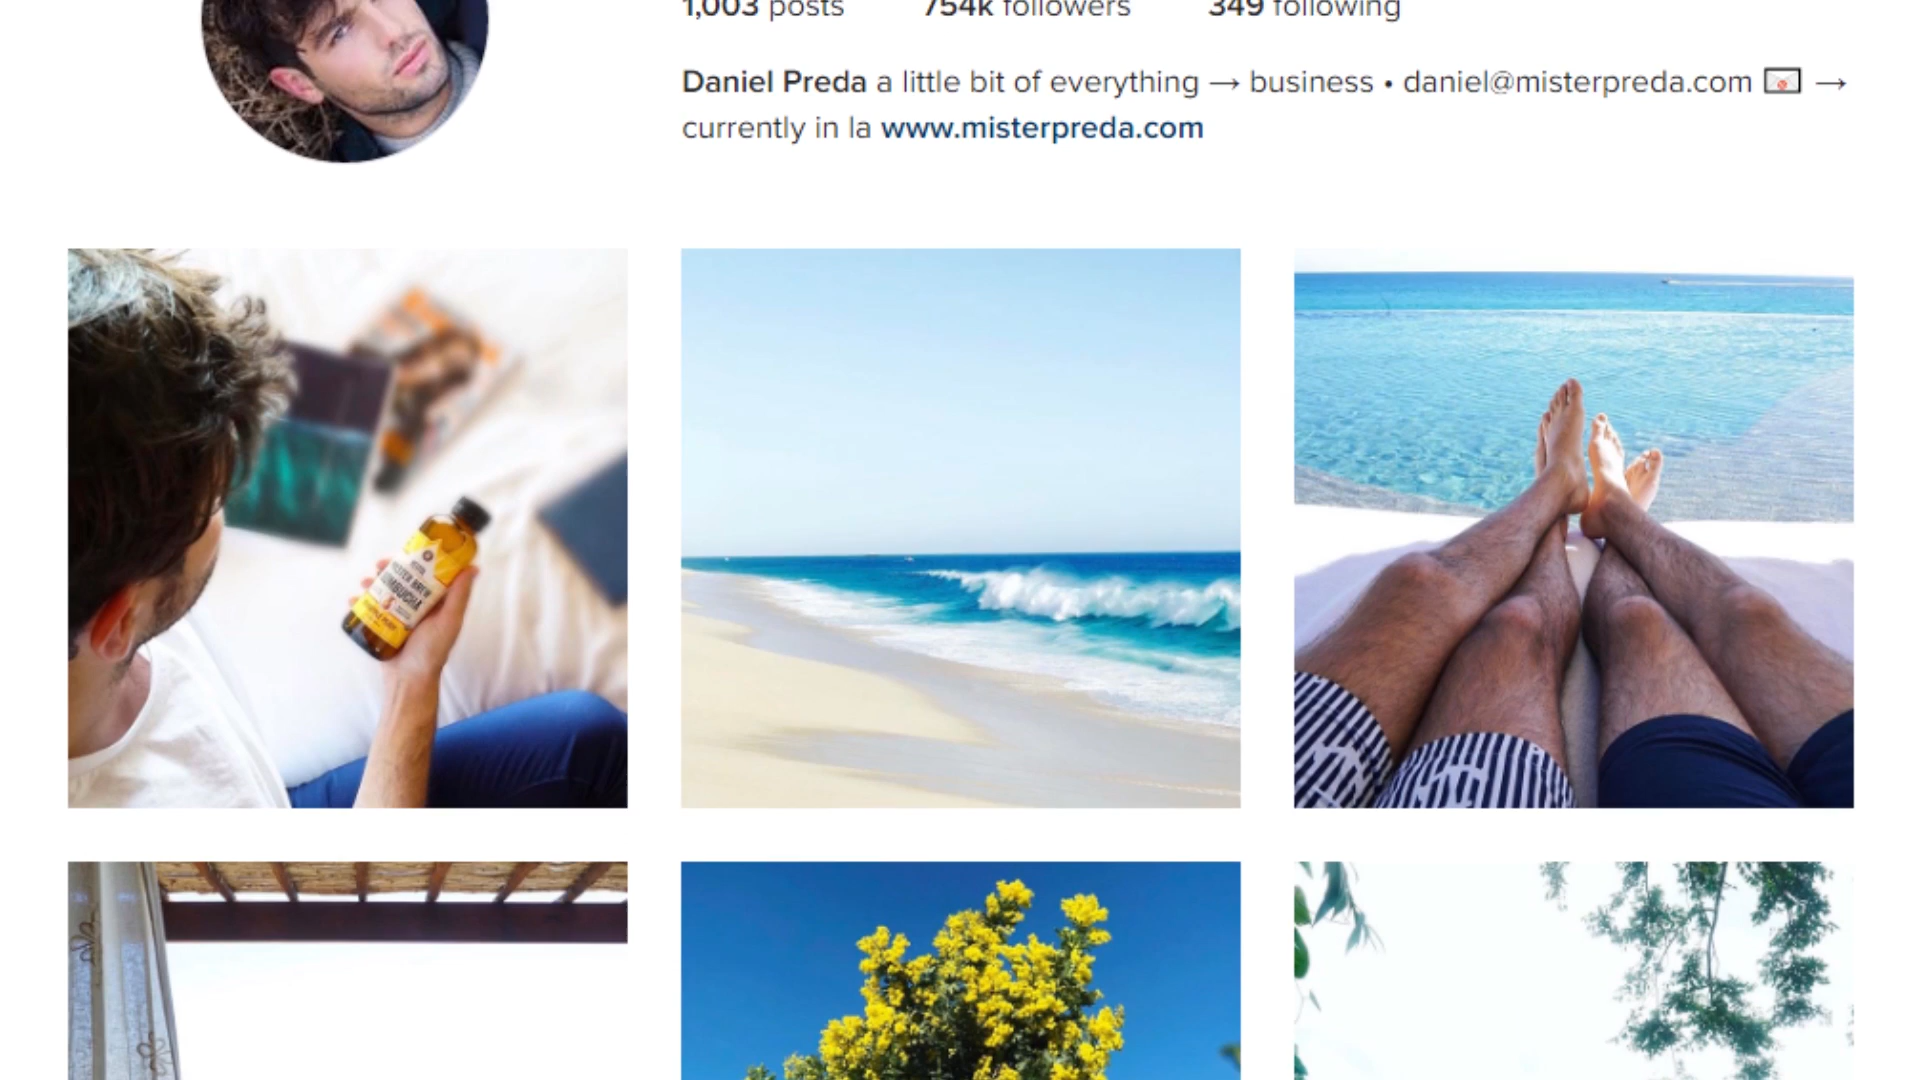 1,003 posts 754k followers 349 following
Daniel Preda a little bit of everything → business • daniel@misterpreda.com 💌 →
currently in la www.misterpreda.com
KOMBUCHA